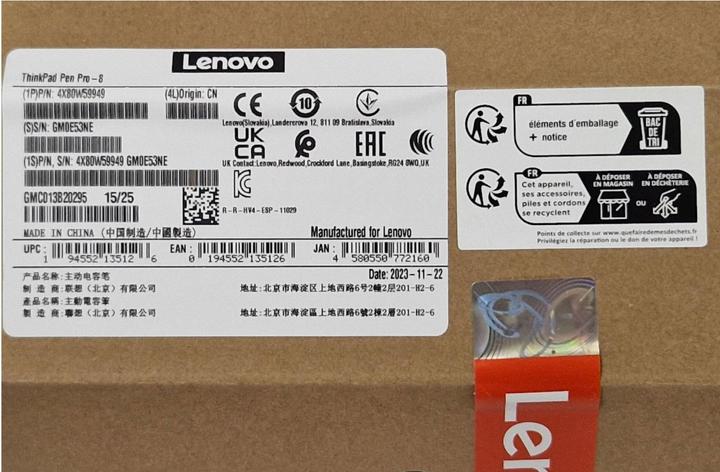 Lenovo
ThinkPad Pen Pro-8
(1P)P/N: 4X80W59949 (4L)Origin: CN
(S)S/N: GM0E53NE
(1S)P/N, S/N: 4X80W59949 GM0E53NE
GMC013B20295 15/25
CE 10
Lenovo(Slovakia),Landererova 12, 811 09 Bratislava,Slovakia
UK CA EAC
UK Contact:Lenovo,Redwood,Crockford Lane,Basingstoke,RG24 8WD,UK
R-R-HV4-ESP-11029
MADE IN CHINA (中国制造/中國製造) Manufactured for Lenovo
UPC: 1 94552 13512 6 EAN: 0 194552 135126 JAN: 4 580550 772160
产品名称:主动电容笔 Date: 2023-11-22
制 造 商:联想（北京）有限公司 地址:北京市海淀区上地西路6号2幢2层201-H2-6
產品名稱:主動電容筆
製 造 商:聯想（北京）有限公司 地址:北京市海淀區上地西路6號2棟2層201-H2-6
FR
éléments d'emballage
+ notice
BAC
DE
TRI
FR
Cet appareil,
ses accessoires,
piles et cordons
se recyclent
À DÉPOSER
EN MAGASIN
OU
À DÉPOSER
EN DÉCHÈTERIE
Points de collecte sur www.quefairedemesdechets.fr
Privilégiez la réparation ou le don de votre appareil !
Len